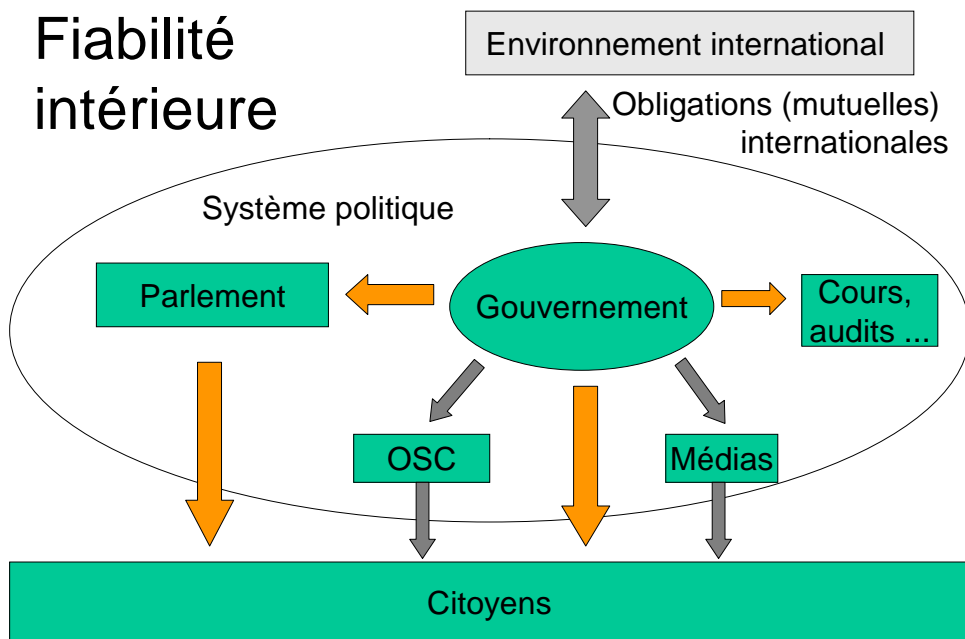 Fiabilité
intérieure
Environnement international
Obligations (mutuelles)
internationales
Système politique
Parlement
Gouvernement
Cours,
audits ...
OSC
Médias
Citoyens